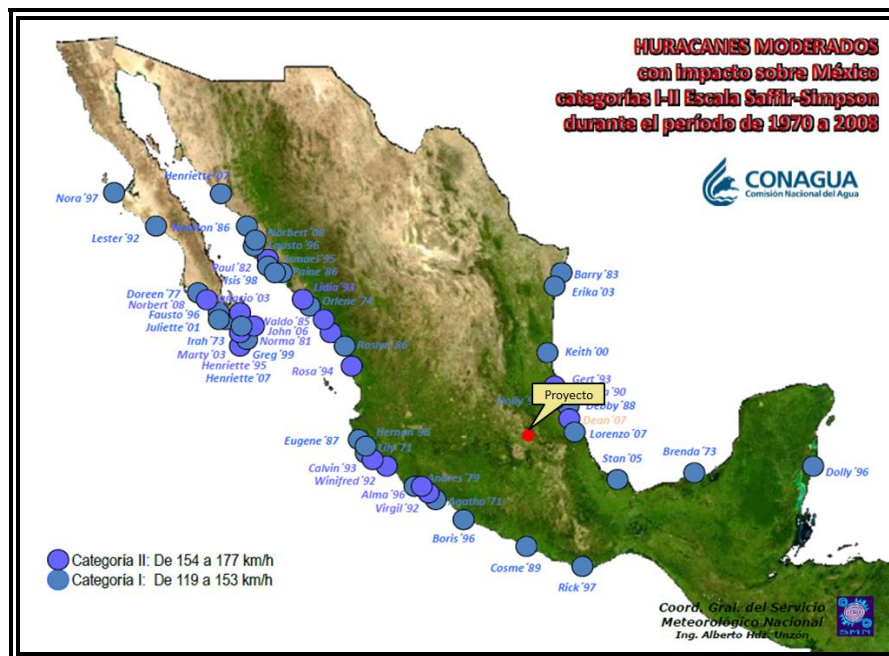 HURACANES MODERADOS
con impacto sobre México
categorías I-II Escala Saffir-Simpson
durante el período de 1970 a 2008
CONAGUA
Comisión Nacional del Agua
Henriette´07
Nora´97
Lester´92
Newton´86
Norbert´08
Fausto´96
Ismael´95
Paul´82
Isis´98
Paine´86
Doreen´77
Ignacio´03
Norbert´08
Lidia´93
Orlene´74
Fausto´96
Juliette´01
Waldo´85
John´06
Irah´73
Norma´81
Marty´03
Greg´99
Roslyn´86
Henriette´95
Henriette´07
Rosa´94
Barry´83
Erika´03
Keith´00
Gert´93
Proyecto
Debby´88
Dean´07
Lorenzo´07
Hernan´96
Eugene´87
Lily´71
Calvin´93
Winifred´92
Stan´05
Brenda´73
Dolly´96
Andres´79
Alma´96
Agatha´71
Virgil´92
Boris´96
Cosme´89
Rick´97
Categoría II: De 154 a 177 km/h
Categoría I: De 119 a 153 km/h
Coord. Gral. del Servicio
Meteorológico Nacional
Ing. Alberto Hdz. Unzón
SMN